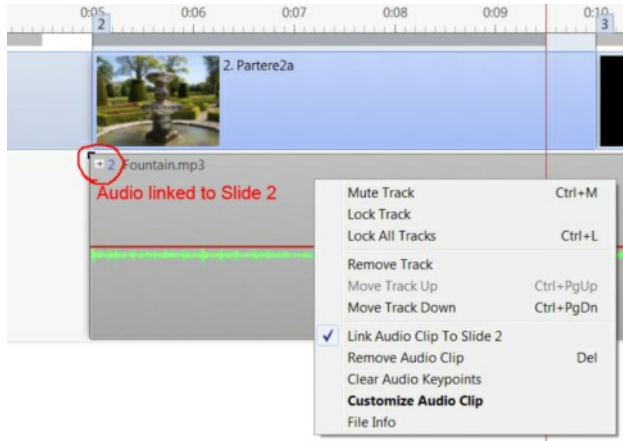 0:05 0:06 0:07 0:08 0:09 0:10
2 3
2. Partere2a
2 Fountain.mp3
Audio linked to Slide 2
Mute Track Ctrl+M
Lock Track
Lock All Tracks Ctrl+L
Remove Track
Move Track Up Ctrl+PgUp
Move Track Down Ctrl+PgDn
Link Audio Clip To Slide 2
Remove Audio Clip Del
Clear Audio Keypoints
Customize Audio Clip
File Info